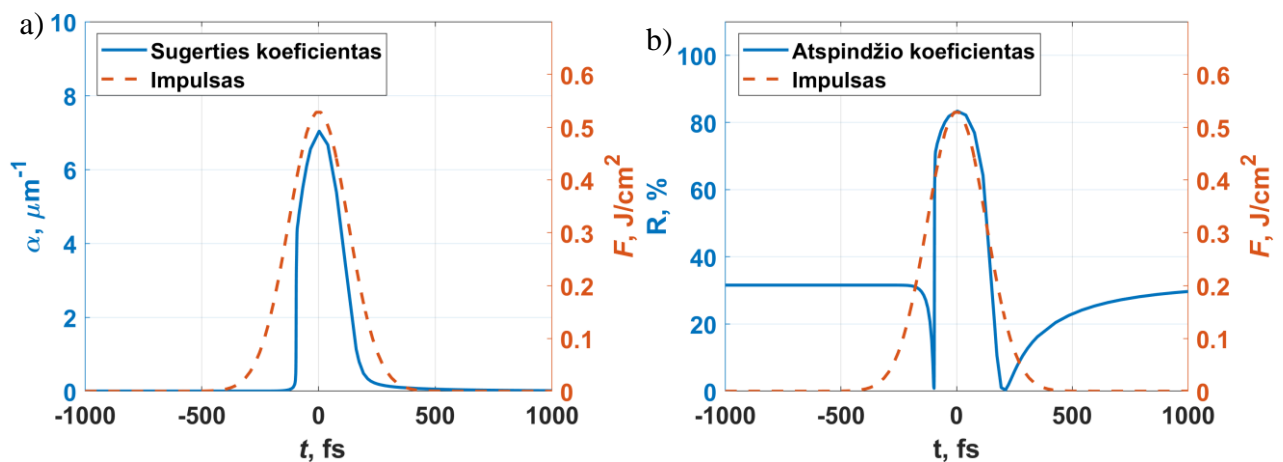 a)
Sugerties koeficientas
Impulsas
10
8
6
4
2
0
α, μm⁻¹
0.6
0.5
0.4
0.3
0.2
0.1
0
F, J/cm²
-1000 -500 0 500 1000
t, fs
b)
Atspindžio koeficientas
Impulsas
100
80
60
40
20
0
R, %
0.6
0.5
0.4
0.3
0.2
0.1
0
F, J/cm²
-1000 -500 0 500 1000
t, fs